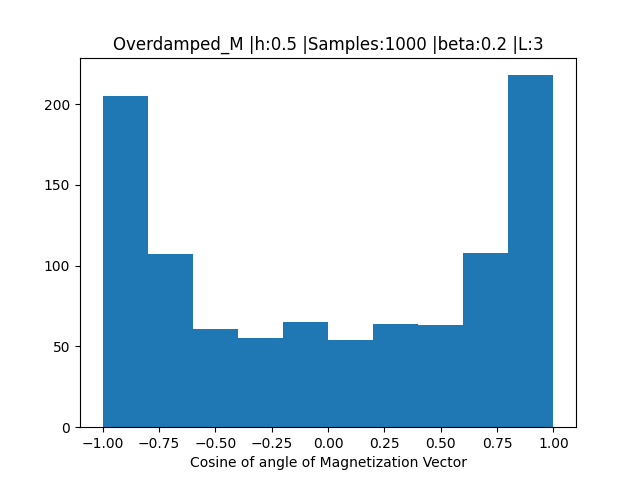 Overdamped_M |h:0.5 |Samples:1000 |beta:0.2 |L:3
200
150
100
50
0
−1.00 −0.75 −0.50 −0.25 0.00 0.25 0.50 0.75 1.00
Cosine of angle of Magnetization Vector